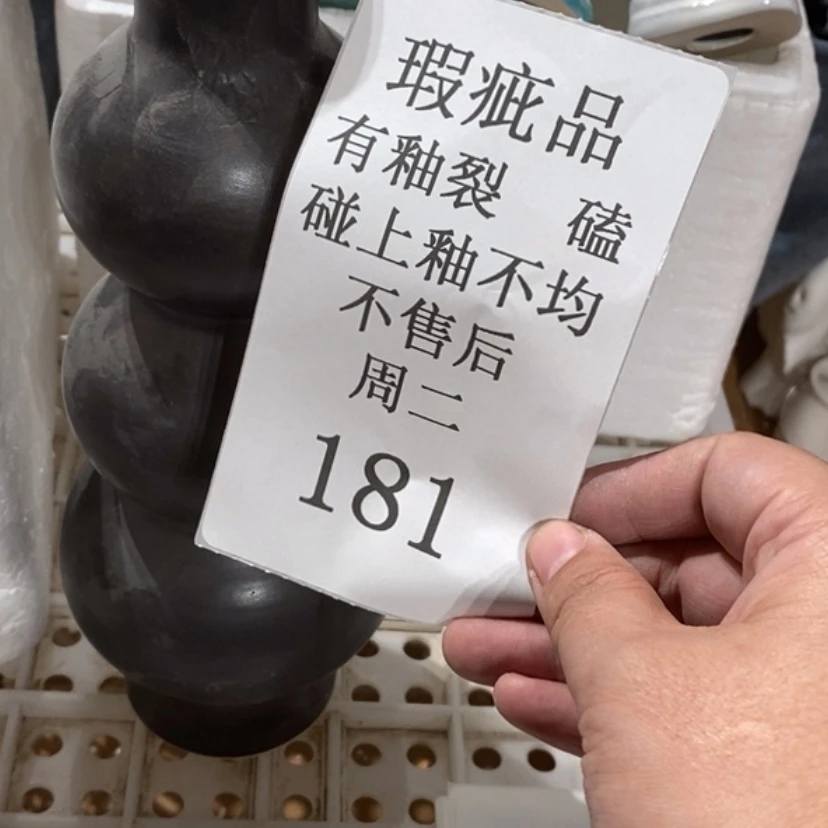 瑕疵品
有釉裂 磕
碰上釉不均
不售后
周二
181